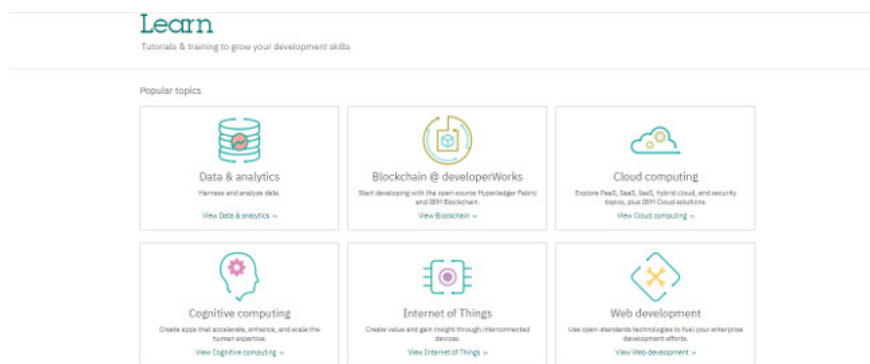 Learn
Tutorials & training to grow your development skills
Popular topics
Data & analytics
Harness and analyze data.
View Data & analytics »
Blockchain @ developerWorks
Start developing with the open source Hyperledger Fabric
and IBM Blockchain.
View Blockchain »
Cloud computing
Explore PaaS, SaaS, IaaS, hybrid cloud, and security
topics, plus IBM Cloud solutions.
View Cloud computing »
Cognitive computing
Create apps that accelerate, enhance, and scale the
human expertise.
View Cognitive computing »
Internet of Things
Create value and gain insight through interconnected
devices.
View Internet of Things »
Web development
Use open-standards technologies to fuel your enterprise
development efforts.
View Web development »